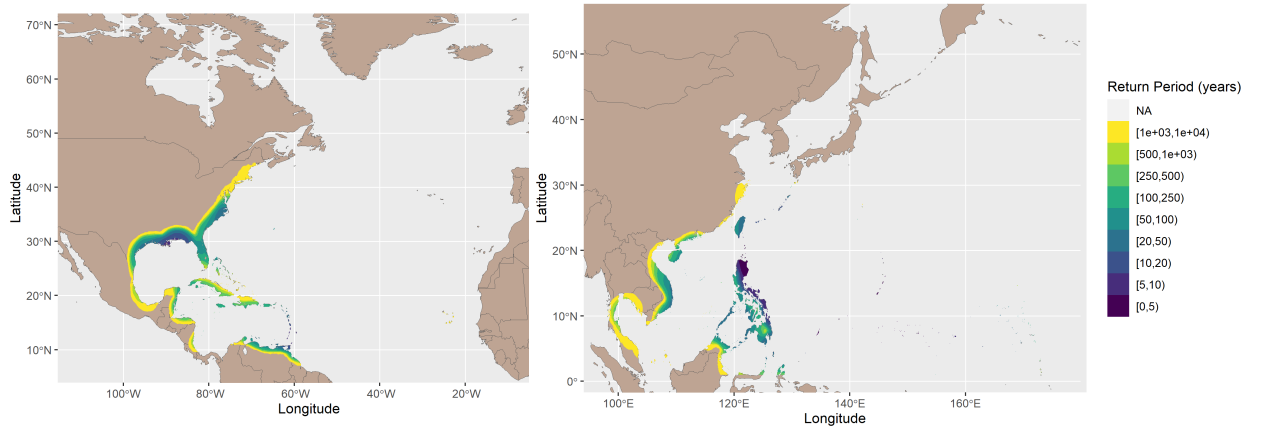 70°N
60°N
50°N
40°N
30°N
20°N
10°N
Latitude
100°W
80°W
60°W
40°W
20°W
Longitude
50°N
40°N
30°N
20°N
10°N
0°
Latitude
100°E
120°E
140°E
160°E
Longitude
Return Period (years)
NA
[1e+03,1e+04)
[500,1e+03)
[250,500)
[100,250)
[50,100)
[20,50)
[10,20)
[5,10)
[0,5)